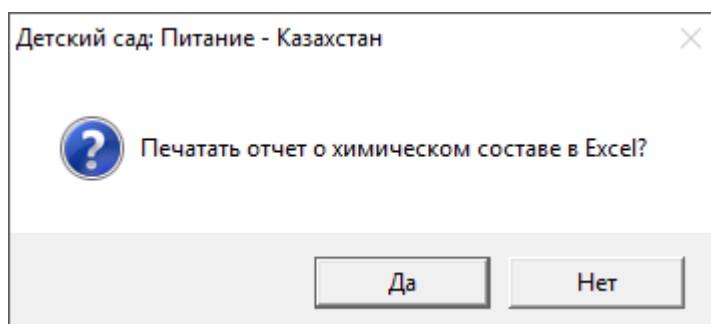 Детский сад: Питание - Казахстан
Печатать отчет о химическом составе в Excel?
Да
Нет